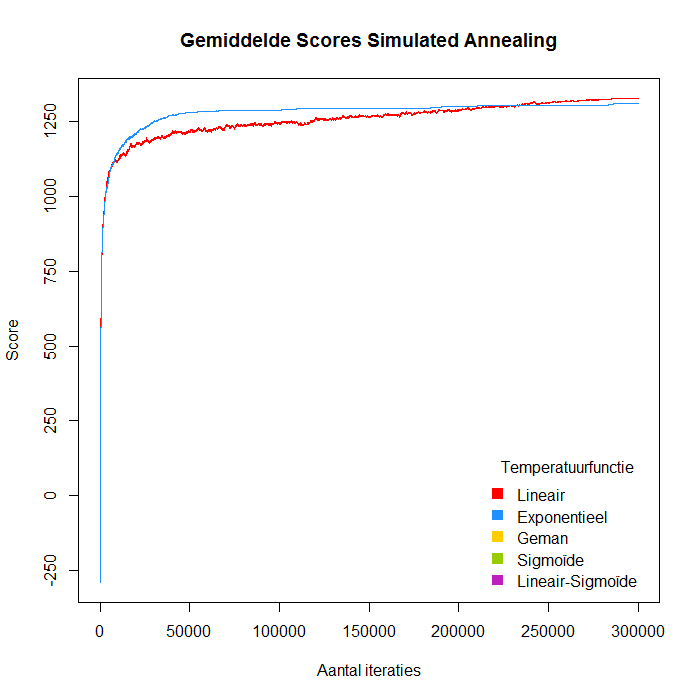 Gemiddelde Scores Simulated Annealing
Score
1250
1000
750
500
250
0
-250
Temperatuurfunctie
Lineair
Exponentieel
Geman
Sigmoïde
Lineair-Sigmoïde
0 50000 100000 150000 200000 250000 300000
Aantal iteraties